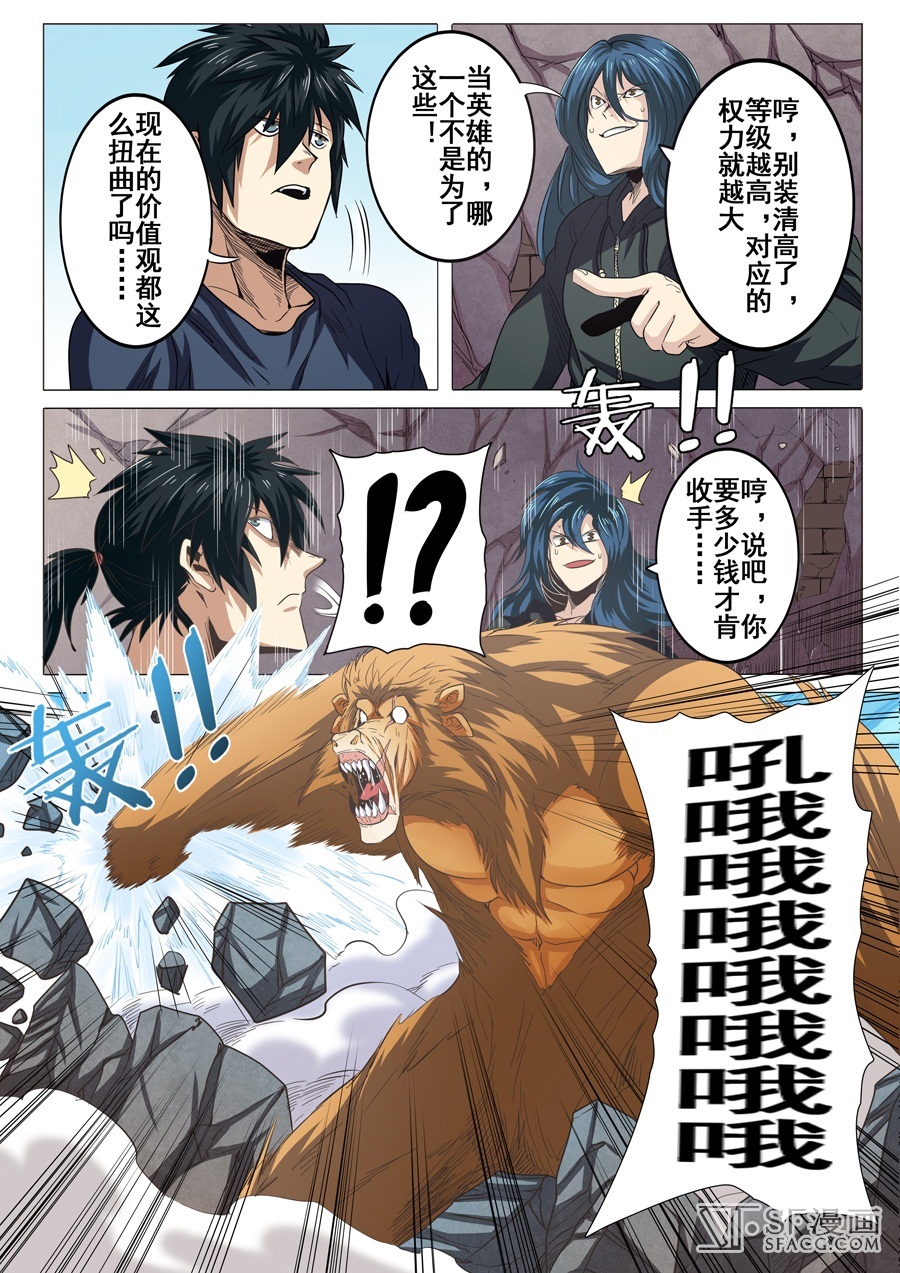 哼，别装清高了，
等级越高，对应的
权力就越大
当英雄的，哪
一个不是为了
这些！
现在的价值观都这
么扭曲了吗……
轰!!
哼，说吧，你
要多少钱才肯
收手……
!?
轰!!
吼哦哦哦哦哦哦哦
SF漫画
SFACG.COM